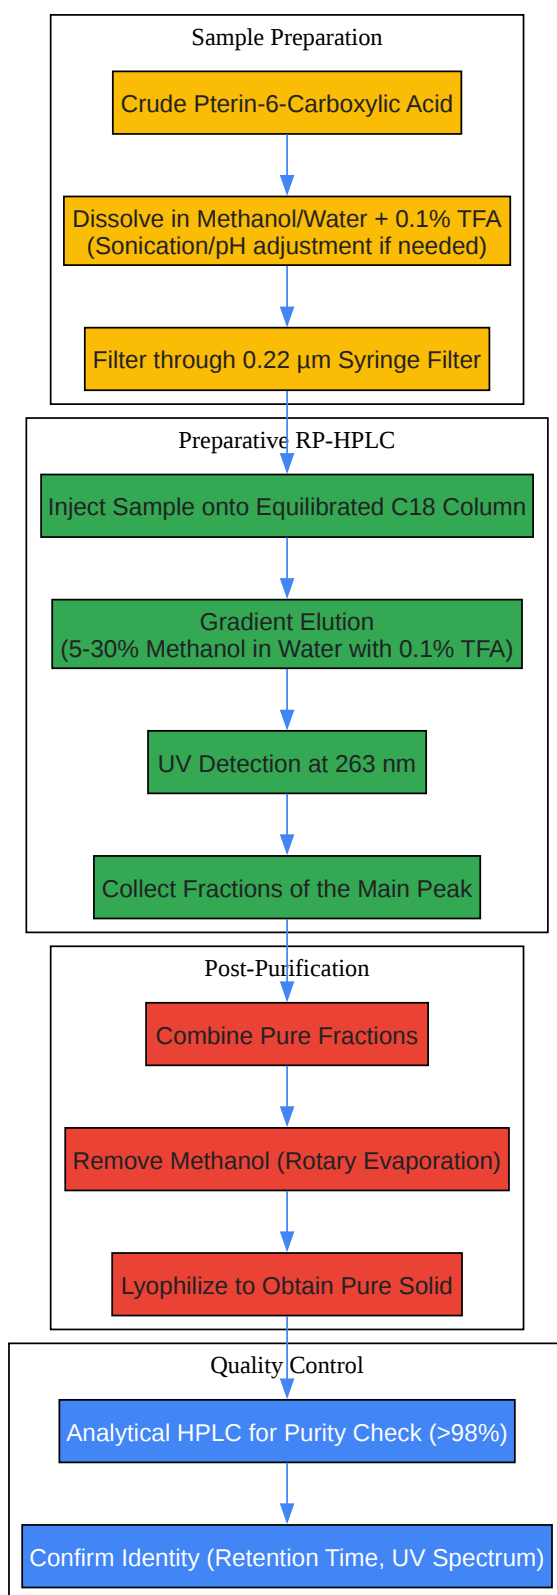 Sample Preparation
Crude Pterin-6-Carboxylic Acid
Dissolve in Methanol/Water + 0.1% TFA
(Sonication/pH adjustment if needed)
Filter through 0.22 µm Syringe Filter
Preparative RP-HPLC
Inject Sample onto Equilibrated C18 Column
Gradient Elution
(5-30% Methanol in Water with 0.1% TFA)
UV Detection at 263 nm
Collect Fractions of the Main Peak
Post-Purification
Combine Pure Fractions
Remove Methanol (Rotary Evaporation)
Lyophilize to Obtain Pure Solid
Quality Control
Analytical HPLC for Purity Check (>98%)
Confirm Identity (Retention Time, UV Spectrum)